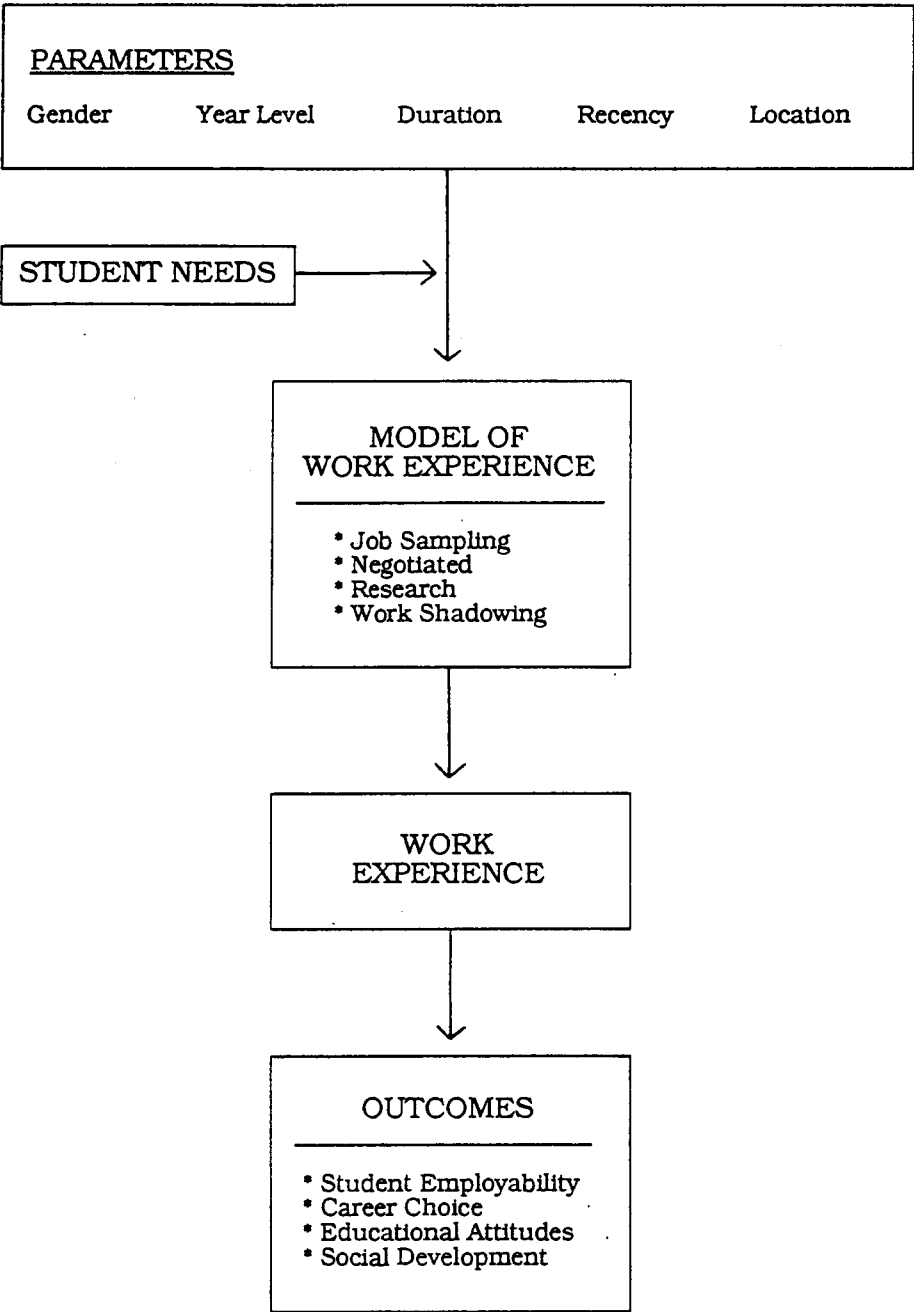 PARAMETERS
Gender Year Level Duration Recency Location
STUDENT NEEDS
MODEL OF
WORK EXPERIENCE
* Job Sampling
* Negotiated
* Research
* Work Shadowing
WORK
EXPERIENCE
OUTCOMES
* Student Employability
* Career Choice
* Educational Attitudes
* Social Development